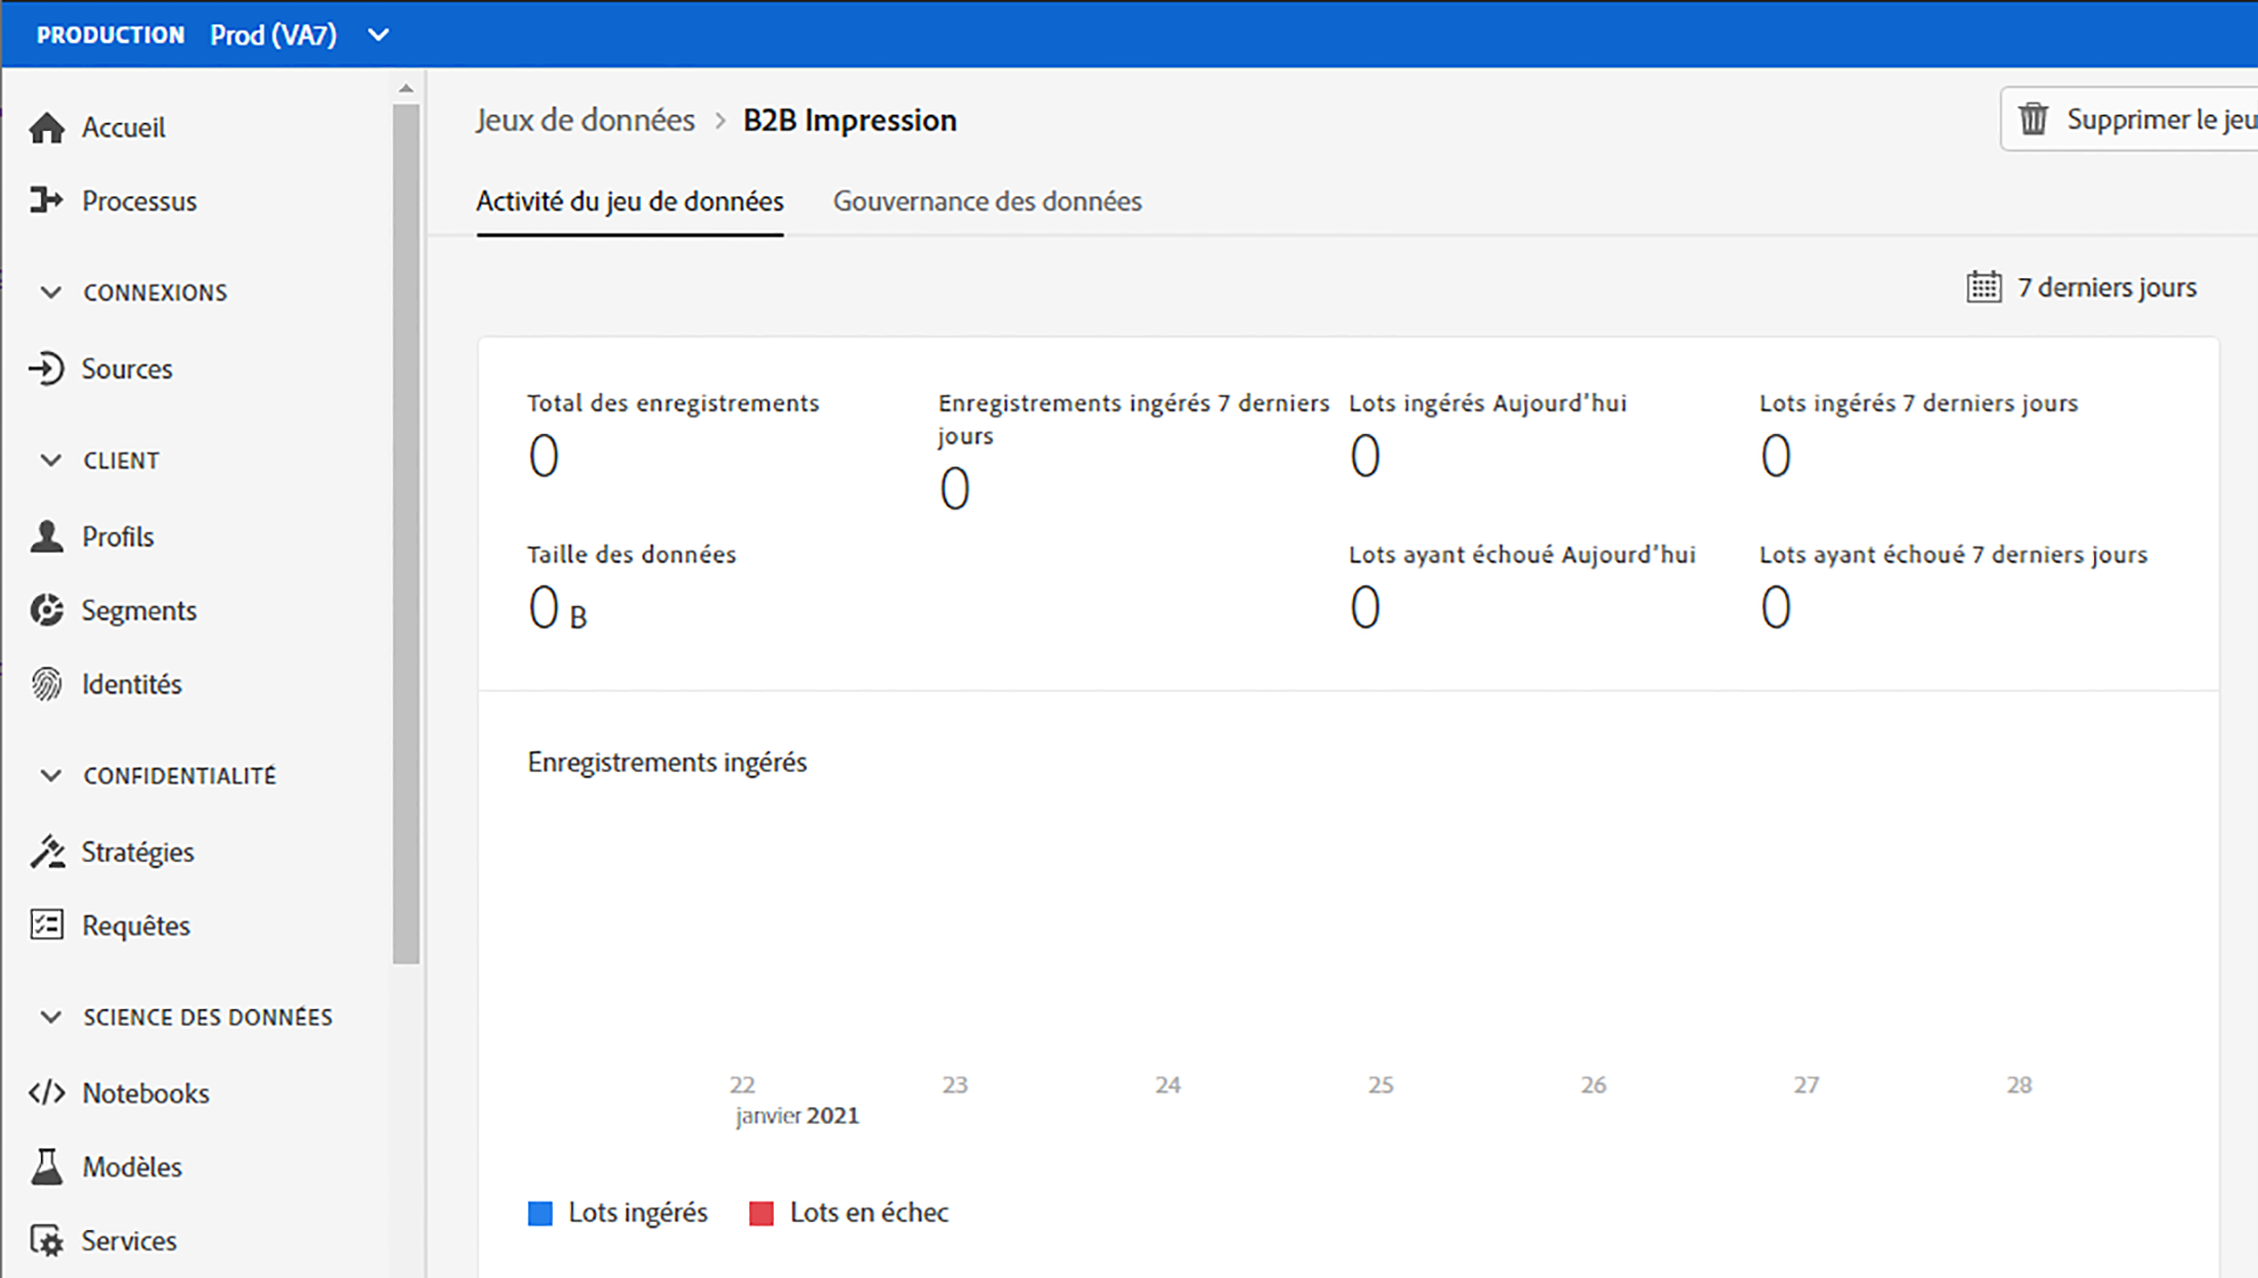 PRODUCTION Prod (VA7)
Accueil
Processus
CONNEXIONS
Sources
CLIENT
Profils
Segments
Identités
CONFIDENTIALITÉ
Stratégies
Requêtes
SCIENCE DES DONNÉES
Notebooks
Modèles
Services
Jeux de données > B2B Impression
Supprimer le jeu
Activité du jeu de données Gouvernance des données
7 derniers jours
Total des enregistrements
0
Enregistrements ingérés 7 derniers
jours
0
Lots ingérés Aujourd'hui
0
Lots ingérés 7 derniers jours
0
Taille des données
0 B
Lots ayant échoué Aujourd'hui
0
Lots ayant échoué 7 derniers jours
0
Enregistrements ingérés
22 23 24 25 26 27 28
janvier 2021
Lots ingérés Lots en échec